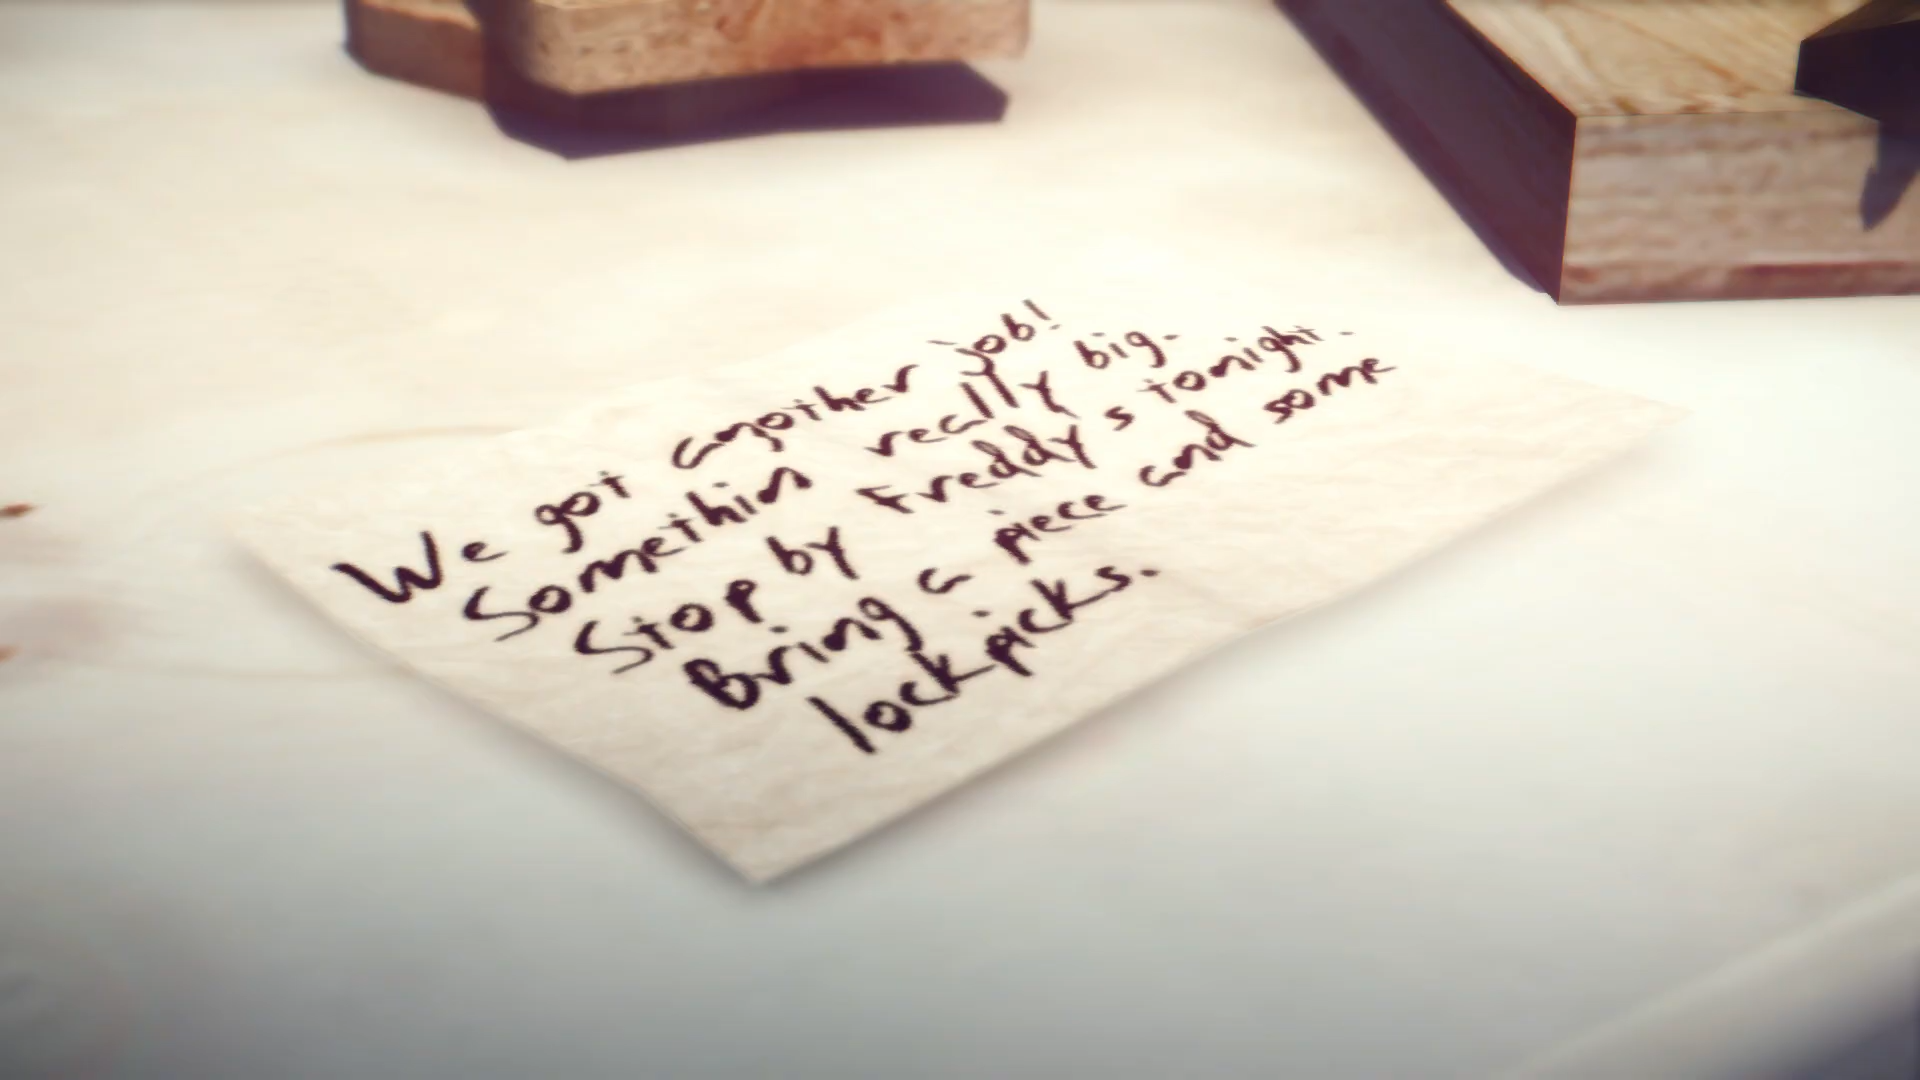 We got another job!
Somethin really big.
Stop by Freddy s tonight.
Bring a piece and some
lockpicks.